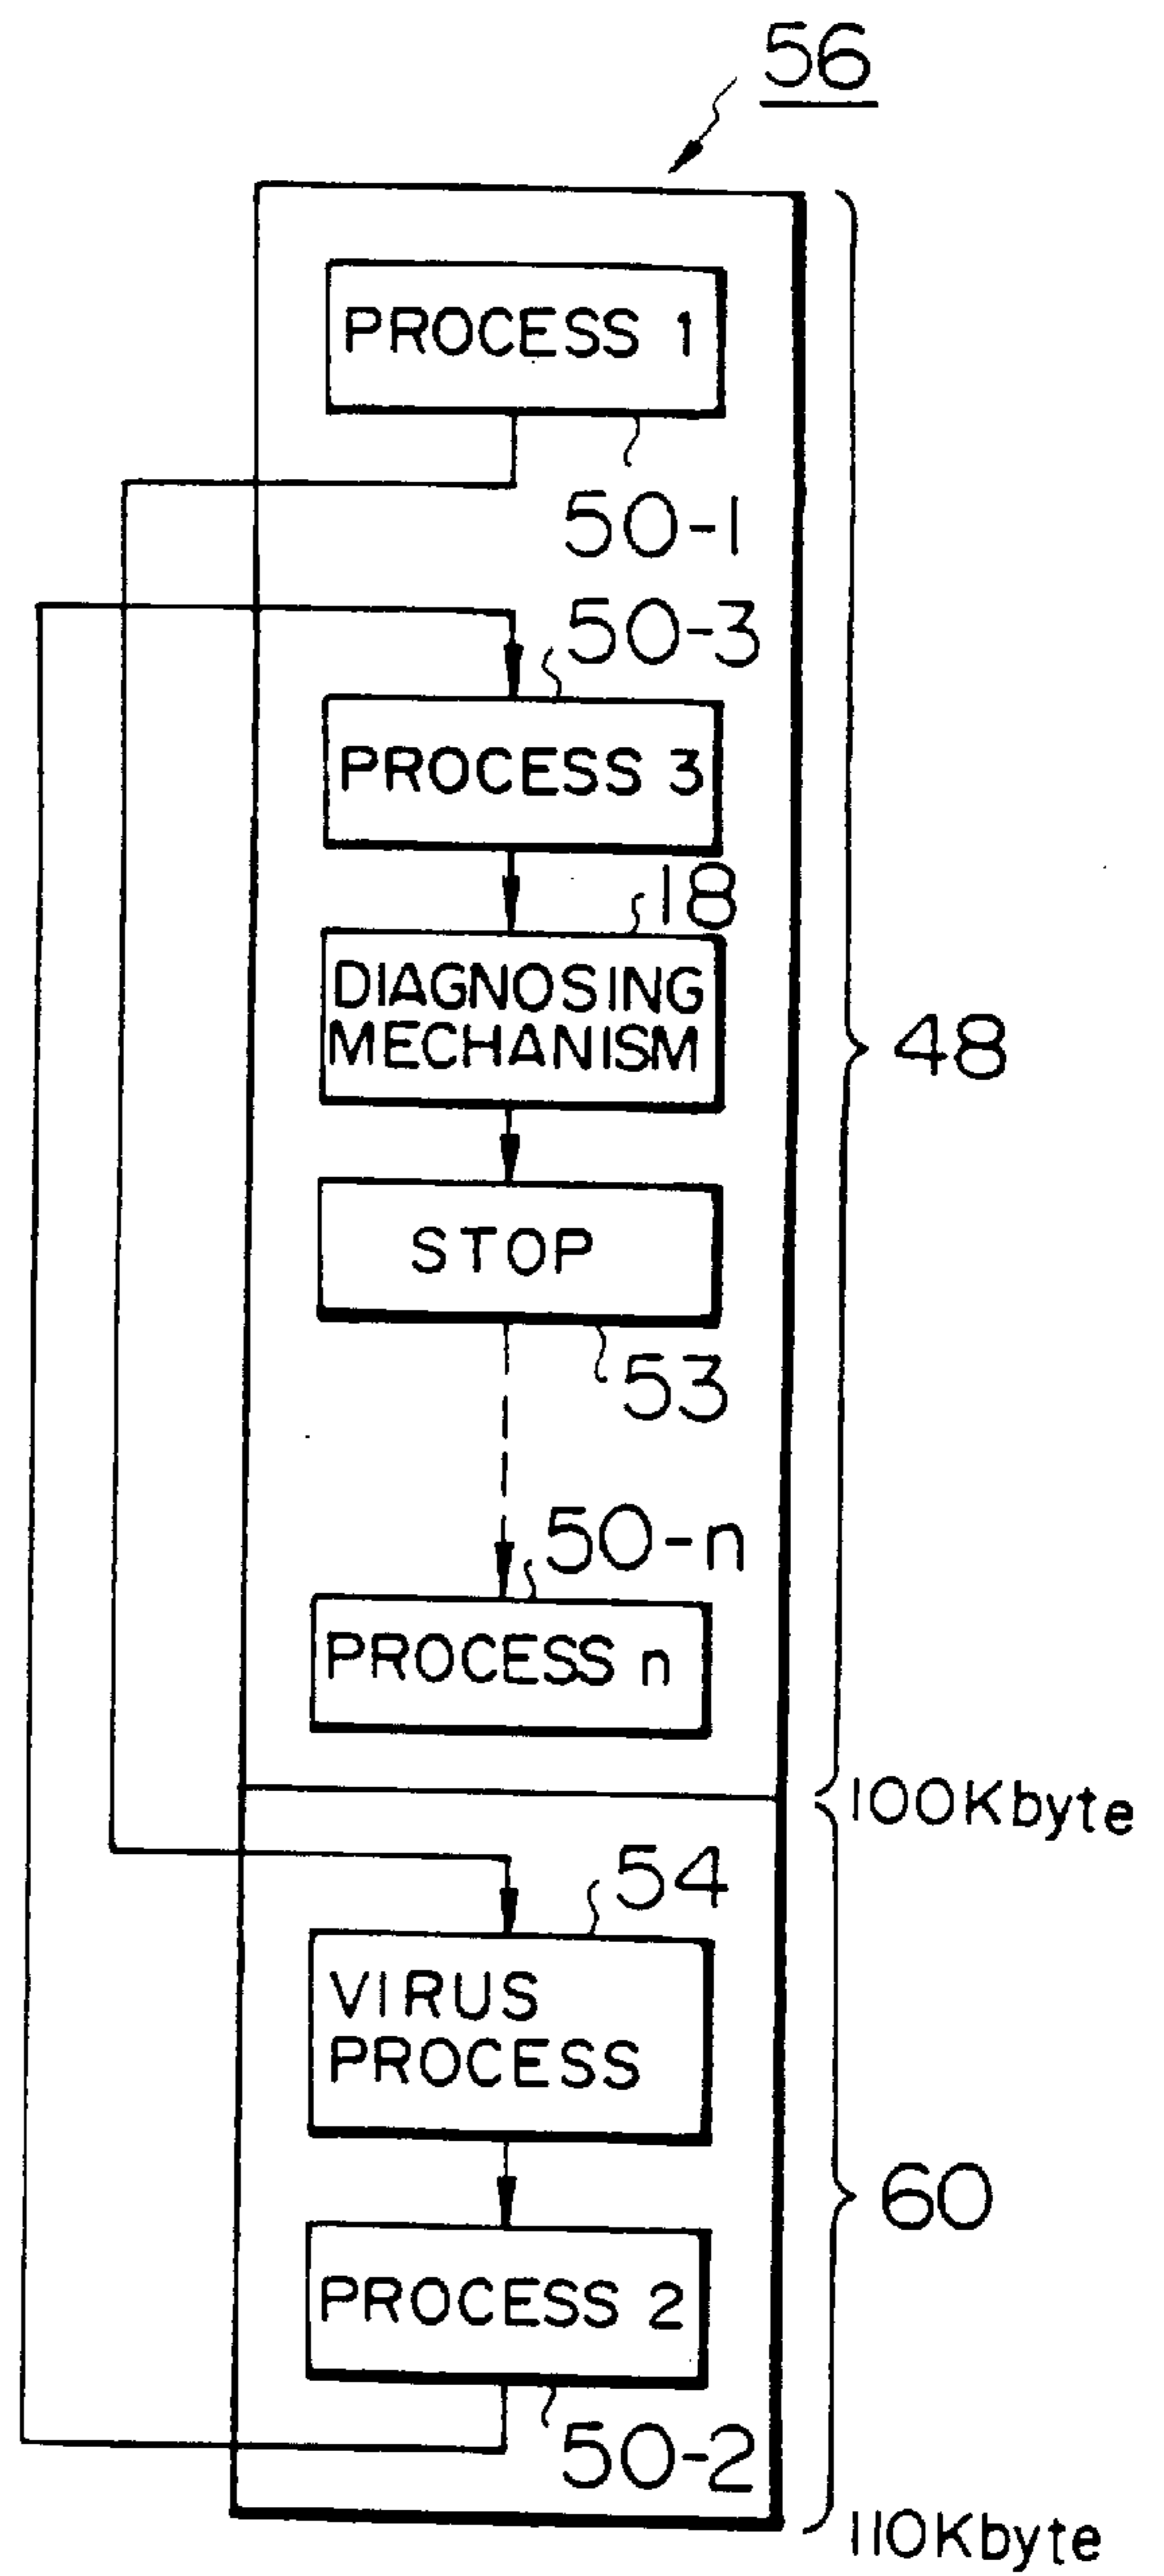 56
PROCESS 1
50-1
50-3
PROCESS 3
18
DIAGNOSING
MECHANISM
48
STOP
53
50-n
PROCESS n
100Kbyte
54
VIRUS
PROCESS
60
PROCESS 2
50-2
110Kbyte